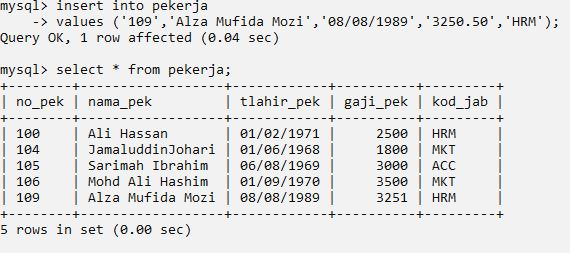 mysql> insert into pekerja
    -> values ('109','Alza Mufida Mozi','08/08/1989','3250.50','HRM');
Query OK, 1 row affected (0.04 sec)

mysql> select * from pekerja;
+--------+------------------+------------+----------+---------+
| no_pek | nama_pek         | tlahir_pek | gaji_pek | kod_jab |
+--------+------------------+------------+----------+---------+
| 100    | Ali Hassan       | 01/02/1971 |     2500 | HRM     |
| 104    | JamaluddinJohari | 01/06/1968 |     1800 | MKT     |
| 105    | Sarimah Ibrahim  | 06/08/1969 |     3000 | ACC     |
| 106    | Mohd Ali Hashim  | 01/09/1970 |     3500 | MKT     |
| 109    | Alza Mufida Mozi | 08/08/1989 |     3251 | HRM     |
+--------+------------------+------------+----------+---------+
5 rows in set (0.00 sec)